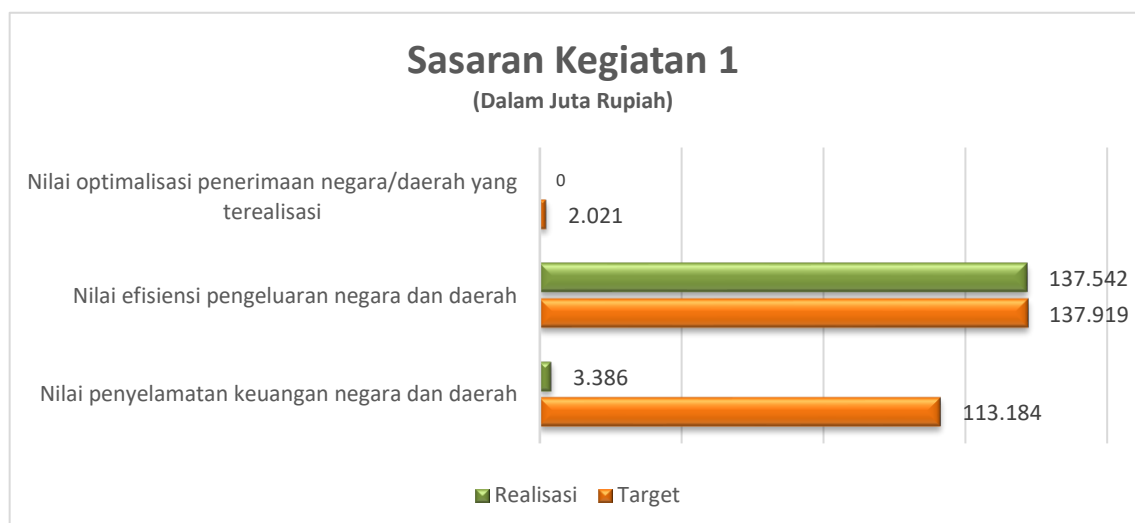 Sasaran Kegiatan 1
(Dalam Juta Rupiah)
Nilai optimalisasi penerimaan negara/daerah yang
terealisasi
0
2.021
Nilai efisiensi pengeluaran negara dan daerah
137.542
137.919
Nilai penyelamatan keuangan negara dan daerah
3.386
113.184
Realisasi
Target